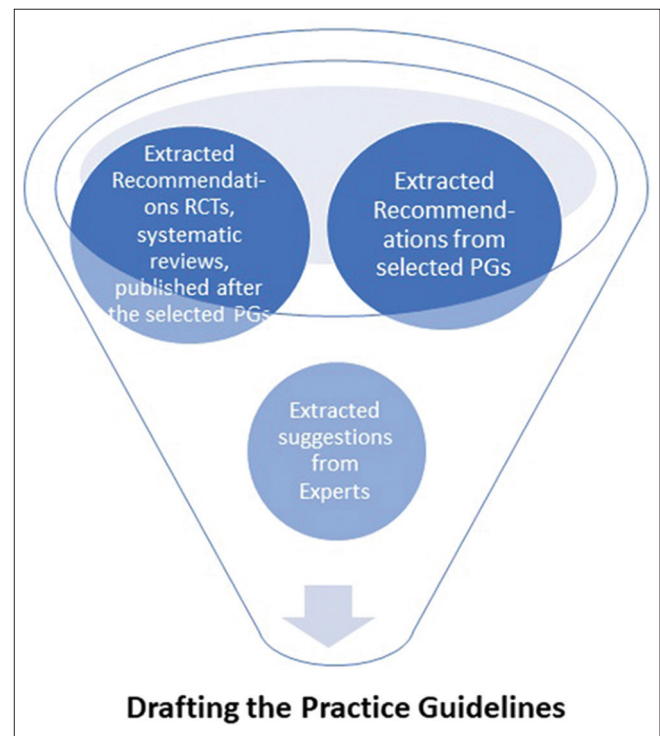 Extracted
Recommendati-
ons RCTs,
systematic
reviews,
published after
the selected PGs
Extracted
Recommend-
ations from
selected PGs
Extracted
suggestions
from
Experts
Drafting the Practice Guidelines